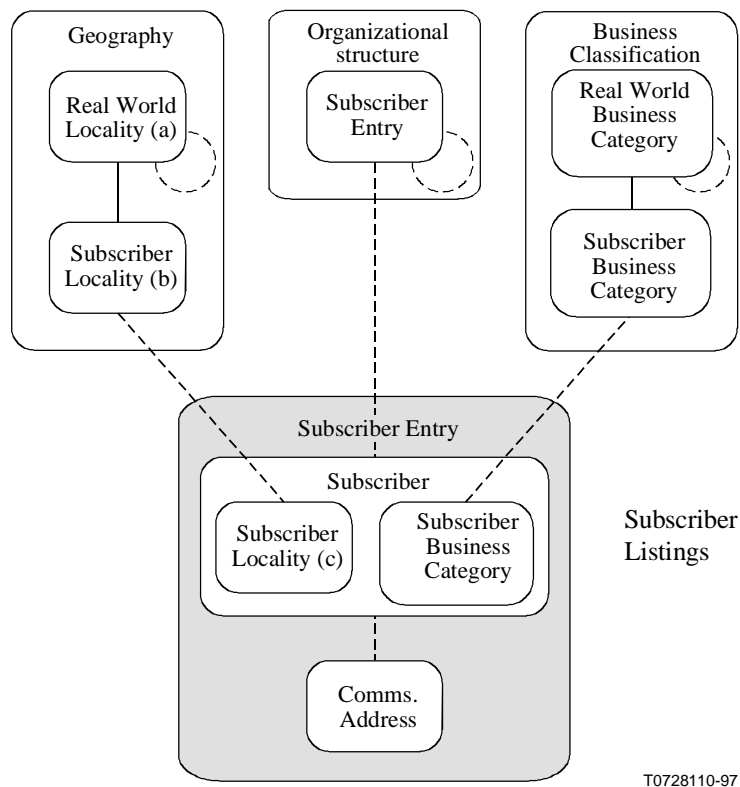 Geography
Real World
Locality (a)
Subscriber
Locality (b)
Organizational
structure
Subscriber
Entry
Business
Classification
Real World
Business
Category
Subscriber
Business
Category
Subscriber Entry
Subscriber
Subscriber
Locality (c)
Subscriber
Business
Category
Comms.
Address
Subscriber
Listings
T0728110-97